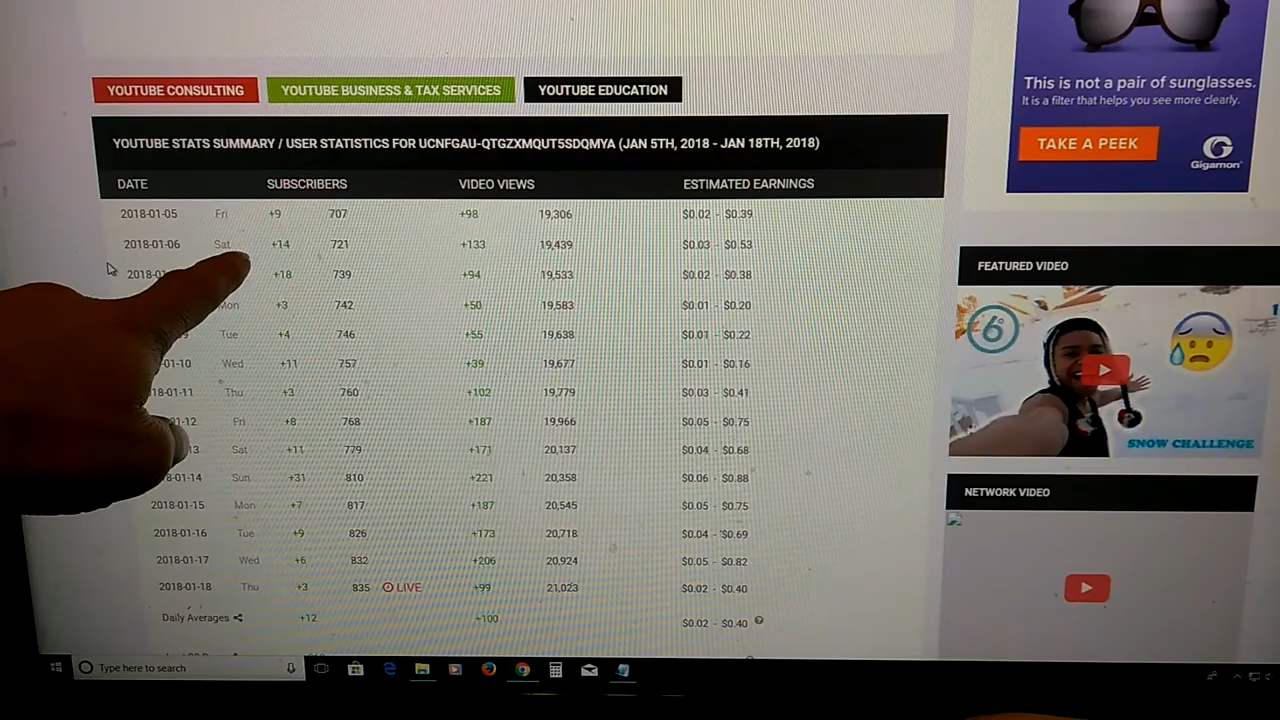 This is not a pair of sunglasses.
It is a filter that helps you see more clearly.
TAKE A PEEK
Gigamon
YOUTUBE CONSULTING YOUTUBE BUSINESS & TAX SERVICES YOUTUBE EDUCATION
YOUTUBE STATS SUMMARY / USER STATISTICS FOR UCNFGAU-QTGZXMQUT5SDQMYA (JAN 5TH, 2018 - JAN 18TH, 2018)
DATE SUBSCRIBERS VIDEO VIEWS ESTIMATED EARNINGS
2018-01-05 Fri +9 707 +98 19,306 $0.02 - $0.39
2018-01-06 Sat +14 721 +133 19,439 $0.03 - $0.53
2018-01 +18 739 +94 19,533 $0.02 - $0.38
Mon +3 742 +50 19,583 $0.01 - $0.20
Tue +4 746 +55 19,638 $0.01 - $0.22
-01-10 Wed +11 757 +39 19,677 $0.01 - $0.16
18-01-11 Thu +3 760 +102 19,779 $0.03 - $0.41
-12 Fri +8 768 +187 19,966 $0.05 - $0.75
13 Sat +11 779 +171 20,137 $0.04 - $0.68
8-01-14 Sun +31 810 +221 20,358 $0.06 - $0.88
2018-01-15 Mon +7 817 +187 20,545 $0.05 - $0.75
2018-01-16 Tue +9 826 +173 20,718 $0.04 - $0.69
2018-01-17 Wed +6 832 +206 20,924 $0.05 - $0.82
2018-01-18 Thu +3 835 LIVE +99 21,023 $0.02 - $0.40
Daily Averages +12 +100 $0.02 - $0.40
FEATURED VIDEO
6°
SNOW CHALLENGE
NETWORK VIDEO
Type here to search